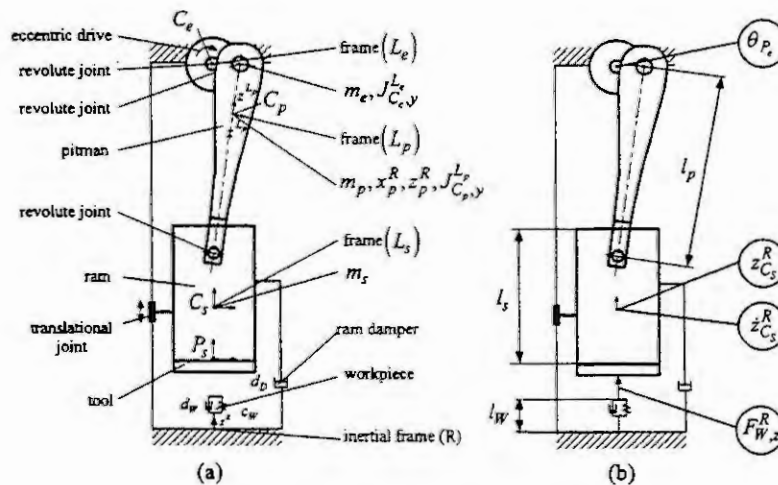 C_e
eccentric drive
frame(L_e)
revolute joint
revolute joint
m_e, J^{L_e}_{C_e,y}
C_p
pitman
frame(L_p)
m_p, x_p^R, z_p^R, J^{L_p}_{C_p,y}
revolute joint
frame(L_s)
ram
m_s
C_s
translational
joint
P_s
ram damper
d_D
tool
workpiece
d_W
c_W
inertial frame (R)
(a)
θ_{P_e}
l_p
z^R_{C_s}
l_s
ż^R_{C_s}
l_W
F^R_{W,z}
(b)